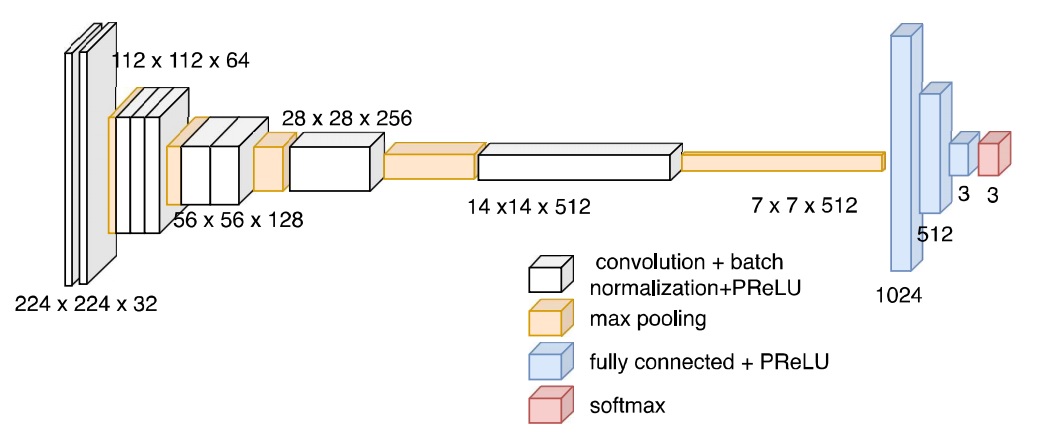 112 x 112 x 64
28 x 28 x 256
56 x 56 x 128
14 x14 x 512
7 x 7 x 512
3
3
512
224 x 224 x 32
1024
convolution + batch
normalization+PReLU
max pooling
fully connected + PReLU
softmax